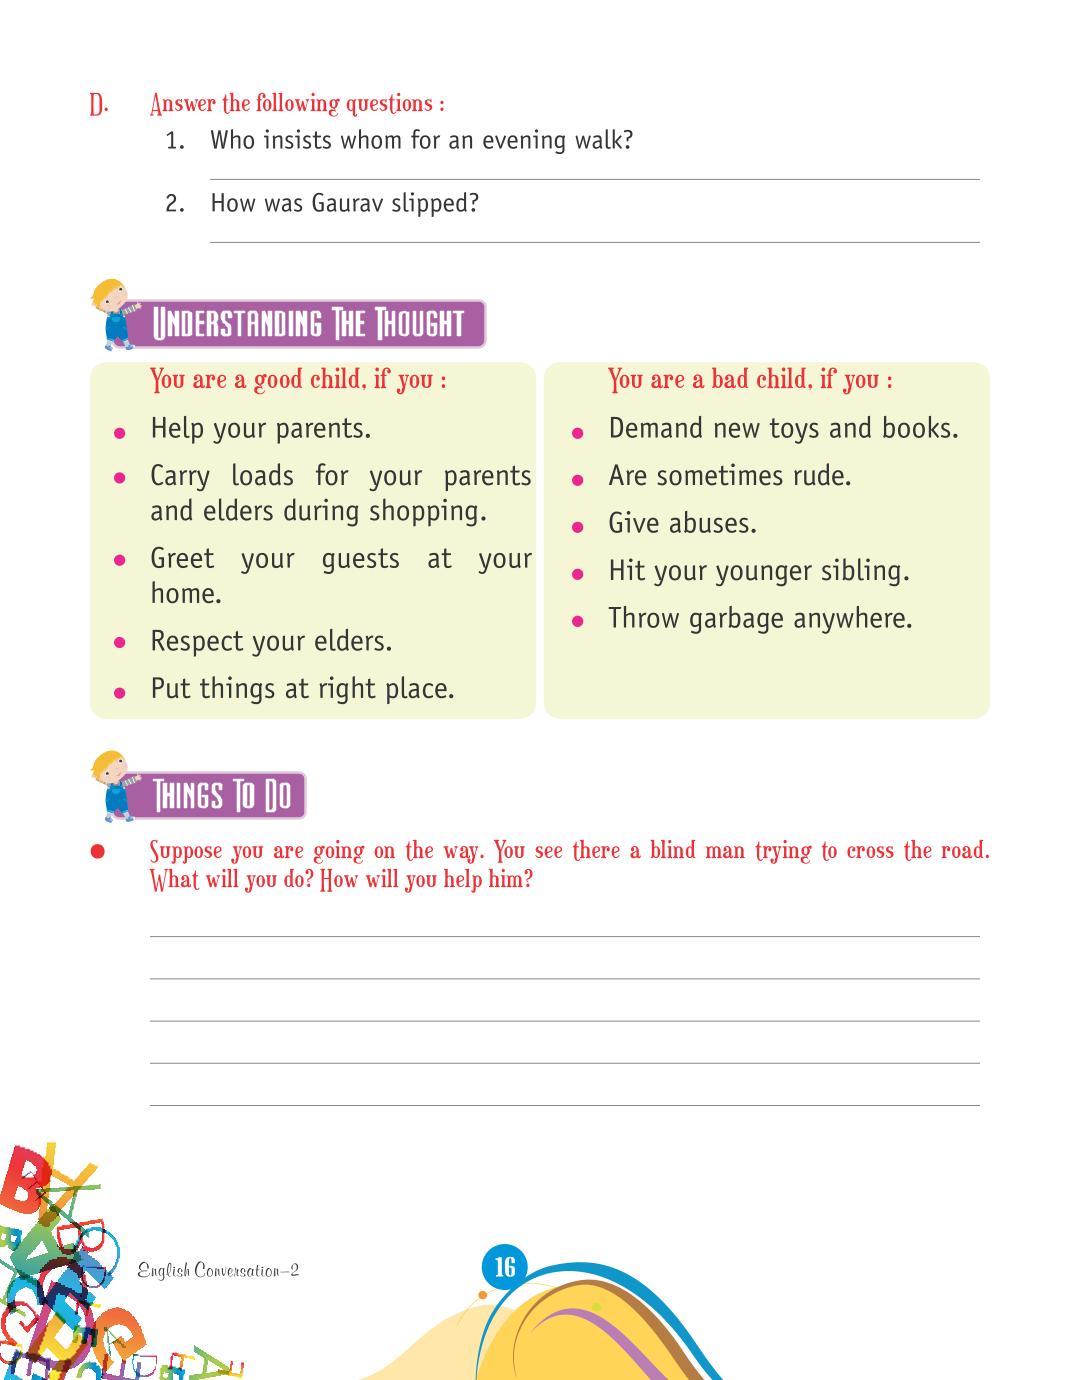 D. Answer the following questions :
1. Who insists whom for an evening walk?
2. How was Gaurav slipped?
UNDERSTANDING THE THOUGHT
You are a good child, if you :
• Help your parents.
• Carry loads for your parents
and elders during shopping.
• Greet your guests at your
home.
• Respect your elders.
• Put things at right place.
You are a bad child, if you :
• Demand new toys and books.
• Are sometimes rude.
• Give abuses.
• Hit your younger sibling.
• Throw garbage anywhere.
THINGS TO DO
• Suppose you are going on the way. You see there a blind man trying to cross the road.
What will you do? How will you help him?
English Conversation–2
16